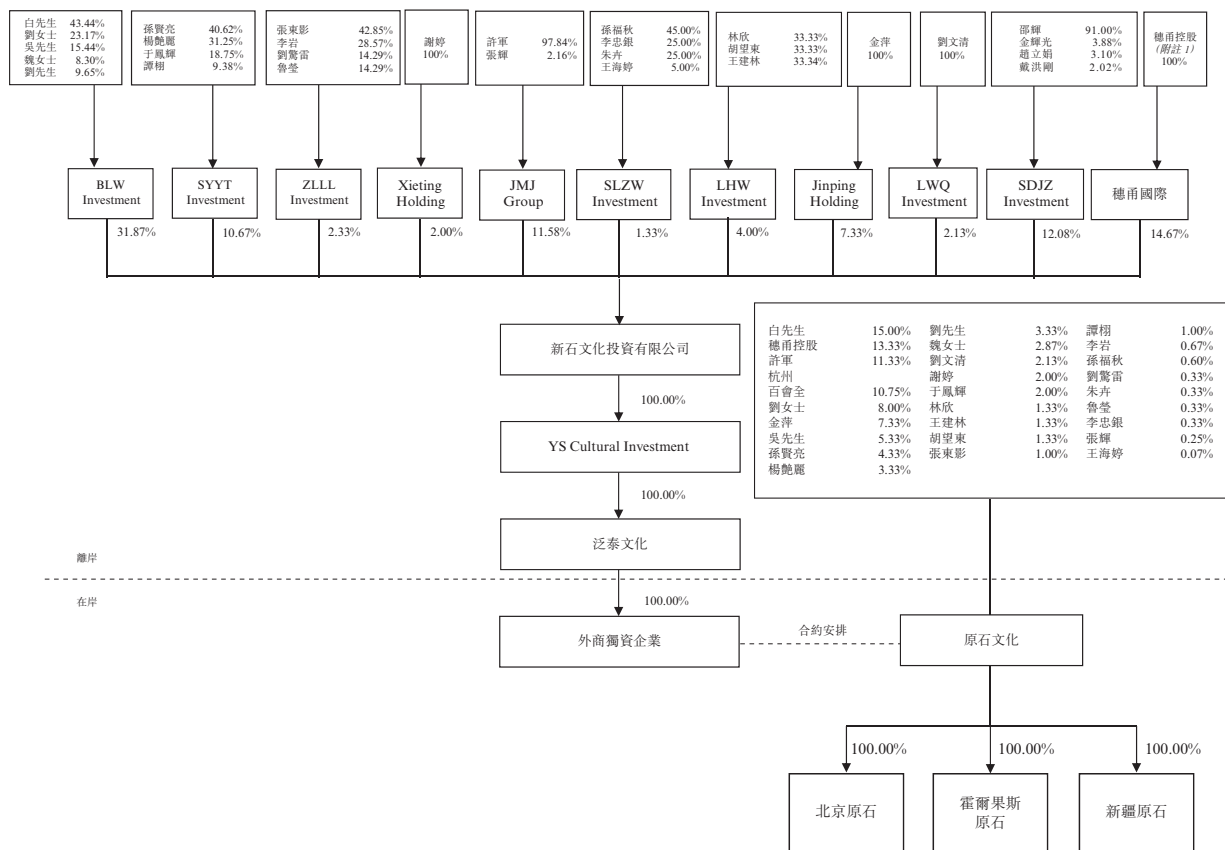 白先生 43.44%
劉女士 23.17%
吳先生 15.44%
魏女士 8.30%
劉先生 9.65%
孫賢亮 40.62%
楊艷麗 31.25%
于鳳輝 18.75%
譚栩 9.38%
張東影 42.85%
李岩 28.57%
劉驚雷 14.29%
魯瑩 14.29%
謝婷
100%
許軍 97.84%
張輝 2.16%
孫福秋 45.00%
李忠銀 25.00%
朱卉 25.00%
王海婷 5.00%
林欣 33.33%
胡望東 33.33%
王建林 33.34%
金萍
100%
劉文清
100%
邵輝 91.00%
金輝光 3.88%
趙立娟 3.10%
戴洪剛 2.02%
穗甬控股
(附註 1)
100%
BLW
Investment
SYYT
Investment
ZLLL
Investment
Xieting
Holding
JMJ
Group
SLZW
Investment
LHW
Investment
Jinping
Holding
LWQ
Investment
SDJZ
Investment
穗甬國際
31.87%
10.67%
2.33%
2.00%
11.58%
1.33%
4.00%
7.33%
2.13%
12.08%
14.67%
新石文化投資有限公司
100.00%
YS Cultural Investment
100.00%
泛泰文化
白先生 15.00% 劉先生 3.33% 譚栩 1.00%
穗甬控股 13.33% 魏女士 2.87% 李岩 0.67%
許軍 11.33% 劉文清 2.13% 孫福秋 0.60%
杭州 謝婷 2.00% 劉驚雷 0.33%
百會全 10.75% 于鳳輝 2.00% 朱卉 0.33%
劉女士 8.00% 林欣 1.33% 魯瑩 0.33%
金萍 7.33% 王建林 1.33% 李忠銀 0.33%
吳先生 5.33% 胡望東 1.33% 張輝 0.25%
孫賢亮 4.33% 張東影 1.00% 王海婷 0.07%
楊艷麗 3.33%
離岸
在岸
100.00%
外商獨資企業
合約安排
原石文化
100.00%
100.00%
100.00%
北京原石
霍爾果斯
原石
新疆原石